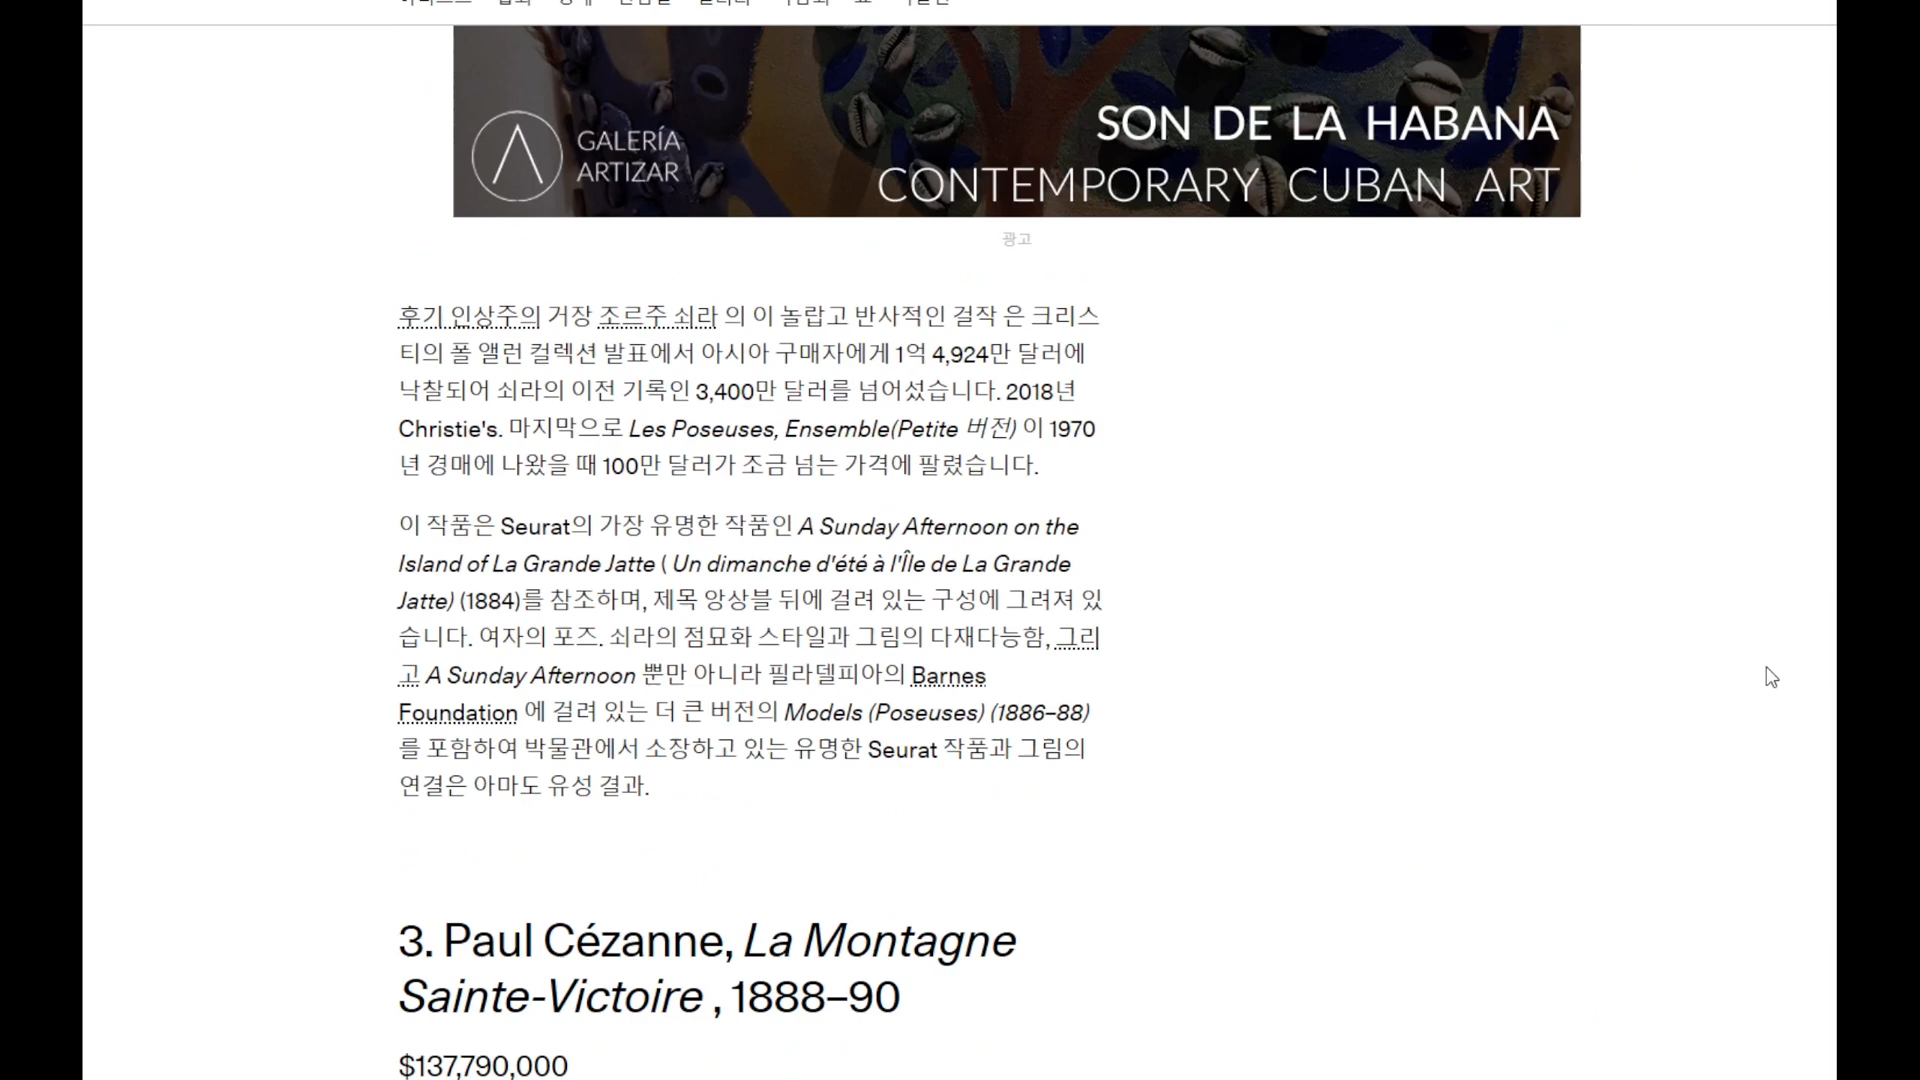 GALERÍA
ARTIZAR
SON DE LA HABANA
CONTEMPORARY CUBAN ART
광고
후기 인상주의 거장 조르주 쇠라 의 이 놀랍고 반사적인 걸작 은 크리스
티의 폴 앨런 컬렉션 발표에서 아시아 구매자에게 1억 4,924만 달러에
낙찰되어 쇠라의 이전 기록인 3,400만 달러를 넘어섰습니다. 2018년
Christie's. 마지막으로 Les Poseuses, Ensemble(Petite 버전) 이 1970
년 경매에 나왔을 때 100만 달러가 조금 넘는 가격에 팔렸습니다.
이 작품은 Seurat의 가장 유명한 작품인 A Sunday Afternoon on the
Island of La Grande Jatte ( Un dimanche d'été à l'Île de La Grande
Jatte) (1884)를 참조하며, 제목 앙상블 뒤에 걸려 있는 구성에 그려져 있
습니다. 여자의 포즈. 쇠라의 점묘화 스타일과 그림의 다재다능함, 그리
고 A Sunday Afternoon 뿐만 아니라 필라델피아의 Barnes
Foundation 에 걸려 있는 더 큰 버전의 Models (Poseuses) (1886–88)
를 포함하여 박물관에서 소장하고 있는 유명한 Seurat 작품과 그림의
연결은 아마도 유성 결과.
3. Paul Cézanne, La Montagne
Sainte-Victoire , 1888–90
$137,790,000